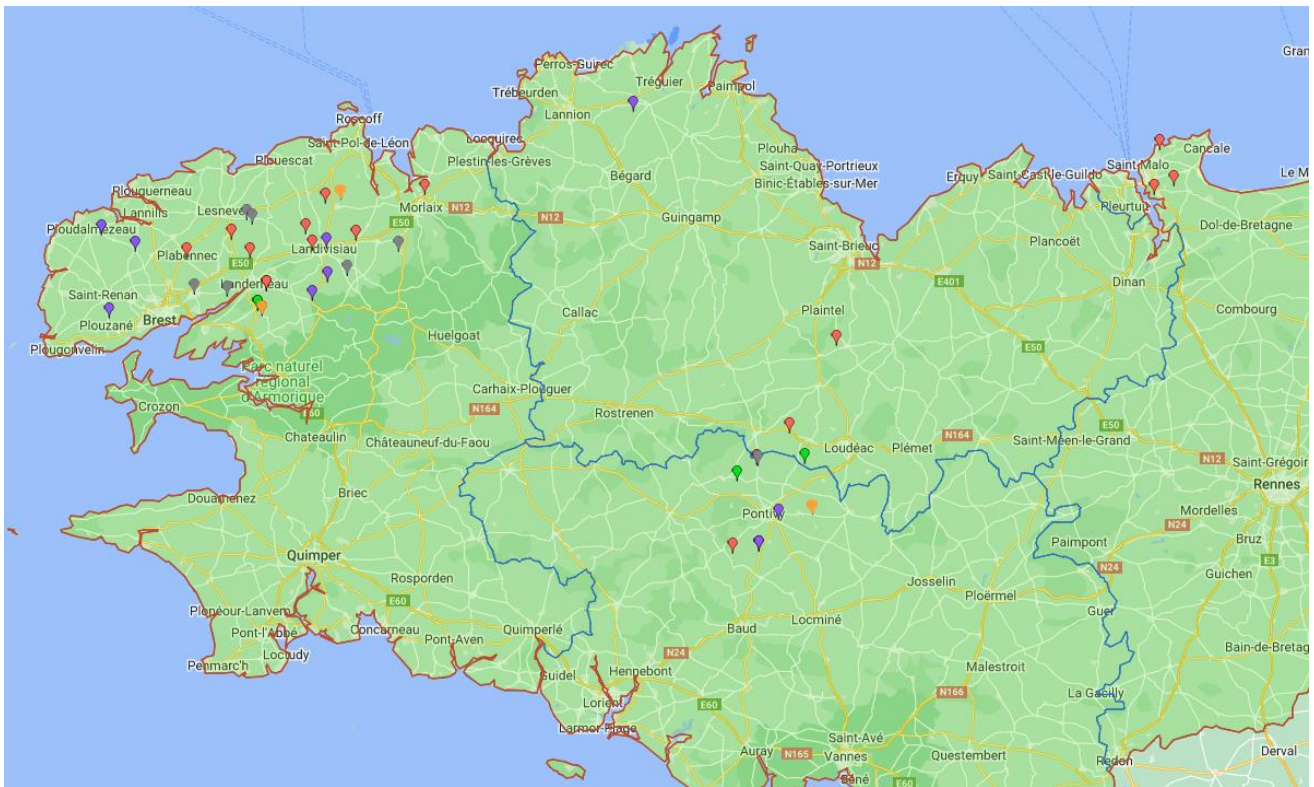 Gran
Perros-Guirec
Trébeurden
Tréguier
Paimpol
Lannion
Roscoff
Saint-Pol-de-Léon
Locquirec
Plouescat
Plestin-les-Grèves
Plouha
Saint-Quay-Portrieux
Binic-Étables-sur-Mer
Cancale
Saint-Malo
Le M
Erquy
Saint-Cast-le-Guildo
Bégard
Plouguerneau
Lannilis
Lesneven
Morlaix
N12
Pleurtuit
Guingamp
N12
E50
Dol-de-Bretagne
Ploudalmézeau
Landivisiau
Saint-Brieuc
Plancoët
Plabennec
E50
N12
E401
Dinan
Landerneau
Saint-Renan
Combourg
Plouzané
Brest
Callac
Plaintel
Huelgoat
Plougonvelin
E50
Parc naturel
régional
d'Armorique
Carhaix-Plouguer
Crozon
E60
N164
Rostrenen
E50
Chateaulin
Châteauneuf-du-Faou
Loudéac
Plémet
N164
Saint-Méen-le-Grand
N12
Saint-Grégoir
Rennes
Douarnenez
Briec
Pontivy
Mordelles
N24
Bruz
Paimpont
Quimper
E3
N24
Guichen
Rosporden
Josselin
Ploërmel
E60
Plonéour-Lanvern
Guer
Locminé
Concarneau
Baud
Pont-l'Abbé
Pont-Aven
Quimperlé
Loctudy
N24
Bain-de-Bretag
Penmarc'h
Malestroit
Guidel
Hennebont
N166
La Gacilly
Lorient
E60
Larmor-Plage
Saint-Avé
Auray
N165
Vannes
Questembert
Redon
Derval
Séné
E60